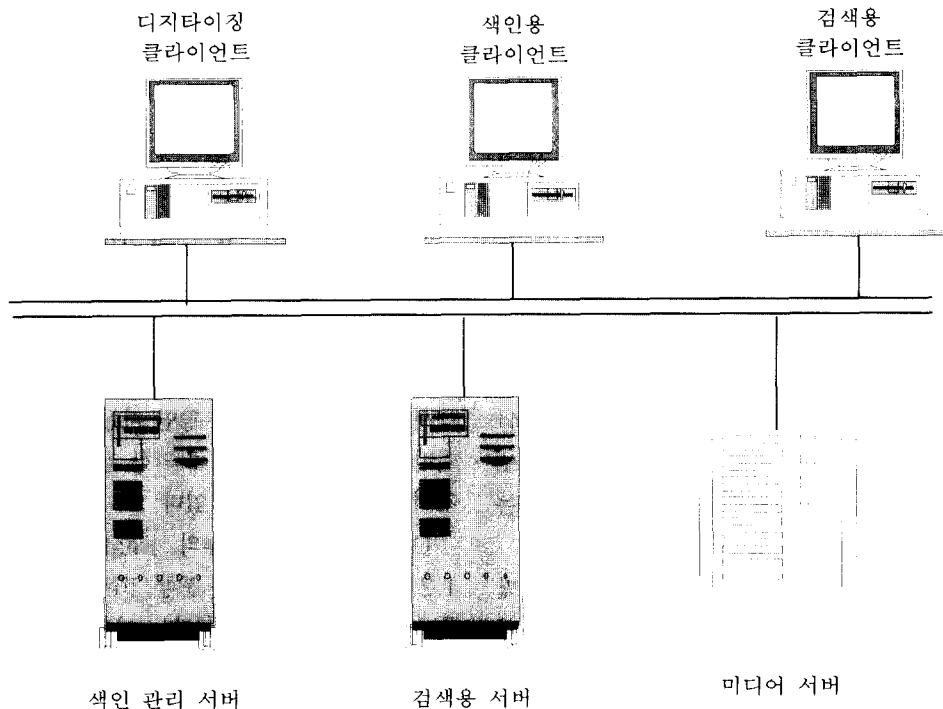 디지타이징
클라이언트
색인용
클라이언트
검색용
클라이언트
색인 관리 서버
검색용 서버
미디어 서버